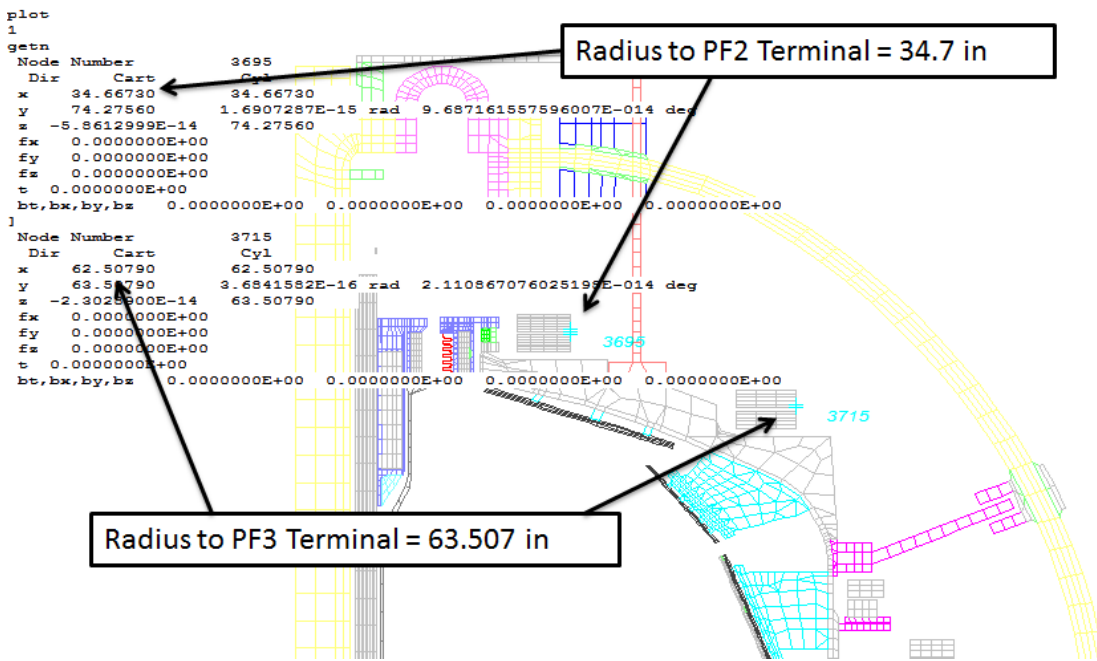 plot
1
getn
Node Number 3695
Dir Cart Cyl
x 34.66730 34.66730
y 74.27560 1.6907287E-15 rad 9.687161557596007E-014 deg
z -5.8612999E-14 74.27560
fx 0.0000000E+00
fy 0.0000000E+00
fz 0.0000000E+00
t 0.0000000E+00
bt,bx,by,bz 0.0000000E+00 0.0000000E+00 0.0000000E+00 0.0000000E+00
]
Node Number 3715
Dir Cart Cyl
x 62.50790 62.50790
y 63.50790 3.6841582E-16 rad 2.110867076025195E-014 deg
z 63.50790
fx 0.0000000E+00
fy 0.0000000E+00
fz 0.0000000E+00
t 0.0000000E+00
bt,bx,by,bz 0.0000000E+00 0.0000000E+00 0.0000000E+00 0.0000000E+00
Radius to PF2 Terminal = 34.7 in
3695
3715
Radius to PF3 Terminal = 63.507 in